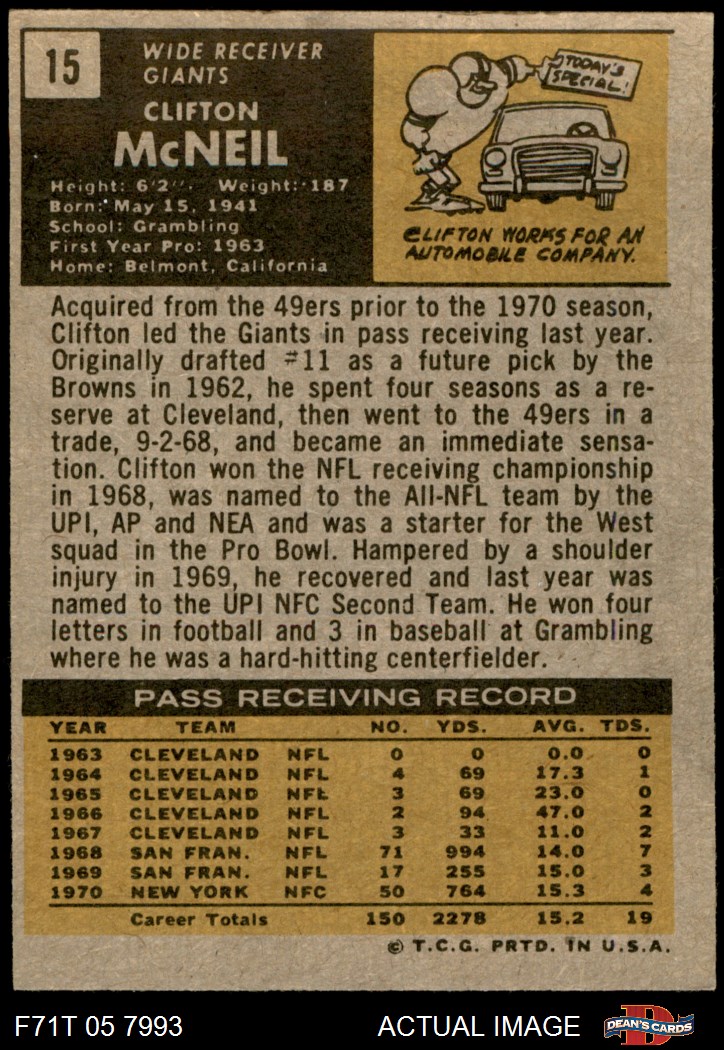 15
WIDE RECEIVER
GIANTS
CLIFTON
McNEIL
Height: 6'2". Weight: 187
Born: May 15, 1941
School: Grambling
First Year Pro: 1963
Home: Belmont, California
TODAY'S
SPECIAL!
CLIFTON WORKS FOR AN
AUTOMOBILE COMPANY.
Acquired from the 49ers prior to the 1970 season,
Clifton led the Giants in pass receiving last year.
Originally drafted #11 as a future pick by the
Browns in 1962, he spent four seasons as a re-
serve at Cleveland, then went to the 49ers in a
trade, 9-2-68, and became an immediate sensa-
tion. Clifton won the NFL receiving championship
in 1968, was named to the All-NFL team by the
UPI, AP and NEA and was a starter for the West
squad in the Pro Bowl. Hampered by a shoulder
injury in 1969, he recovered and last year was
named to the UPI NFC Second Team. He won four
letters in football and 3 in baseball at Grambling
where he was a hard-hitting centerfielder.
PASS RECEIVING RECORD
YEAR TEAM NO. YDS. AVG. TDS.
1963 CLEVELAND NFL 0 0 0.0 0
1964 CLEVELAND NFL 4 69 17.3 1
1965 CLEVELAND NFL 3 69 23.0 0
1966 CLEVELAND NFL 2 94 47.0 2
1967 CLEVELAND NFL 3 33 11.0 2
1968 SAN FRAN. NFL 71 994 14.0 7
1969 SAN FRAN. NFL 17 255 15.0 3
1970 NEW YORK NFC 50 764 15.3 4
Career Totals 150 2278 15.2 19
© T.C.G. PRTD. IN U.S.A.
F71T 05 7993 ACTUAL IMAGE D DEAN'S CARDS